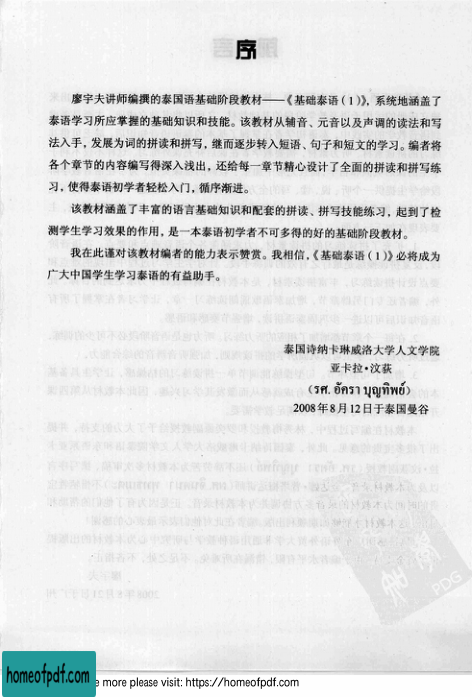 序
廖宇夫讲师编撰的泰国语基础阶段教材——《基础泰语(1)》,系统地涵盖了
泰语学习所应掌握的基础知识和技能。该教材从辅音、元音以及声调的读法和写
法入手,发展为词的拼读和拼写,继而逐步转入短语、句子和短文的学习。编者将
各个章节的内容编写得深入浅出,还给每一章节精心设计了全面的拼读和拼写练
习,使得泰语初学者轻松入门,循序渐进。
该教材涵盖了丰富的语言基础知识和配套的拼读、拼写技能练习,起到了检
测学生学习效果的作用,是一本泰语初学者不可多得的好的基础阶段教材。
我在此谨对该教材编者的能力表示赞赏。我相信,《基础泰语(1)》必将成为
广大中国学生学习泰语的有益助手。
泰国诗纳卡琳威洛大学人文学院
亚卡拉·汶荻
(รศ. อัครา บุญทิพย์)
2008年8月12日于泰国曼谷
PDG
homeofpdf.com
e more please visit: https://homeofpdf.com